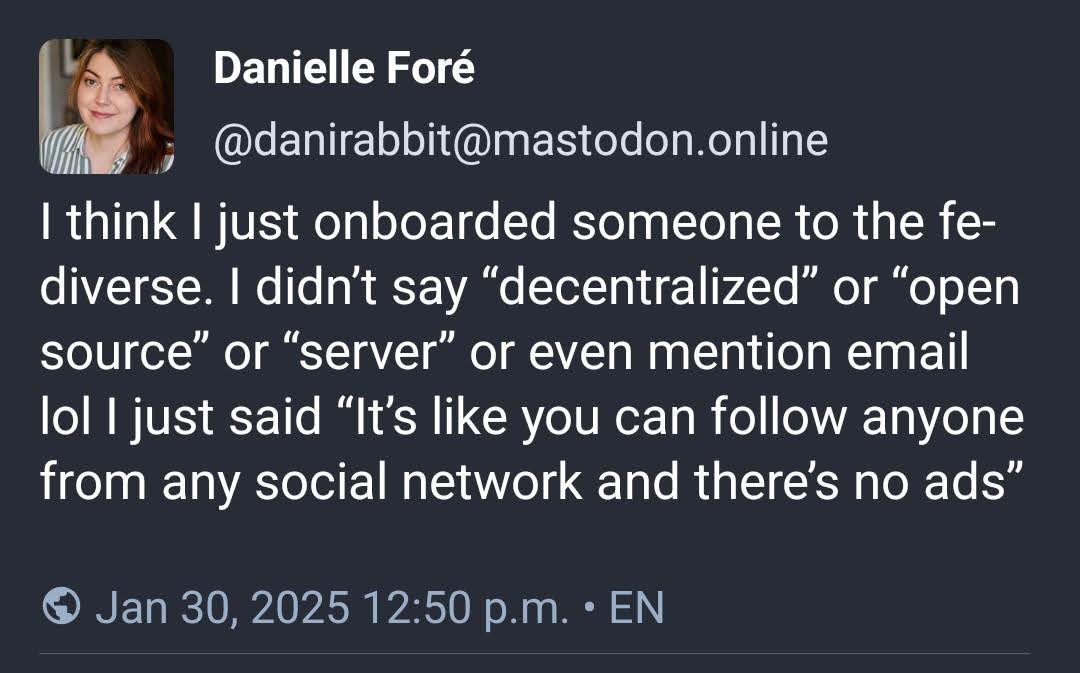 Danielle Foré
@danirabbit@mastodon.online
I think I just onboarded someone to the fe-
diverse. I didn’t say “decentralized” or “open
source” or “server” or even mention email
lol I just said “It’s like you can follow anyone
from any social network and there’s no ads”
Jan 30, 2025 12:50 p.m. • EN